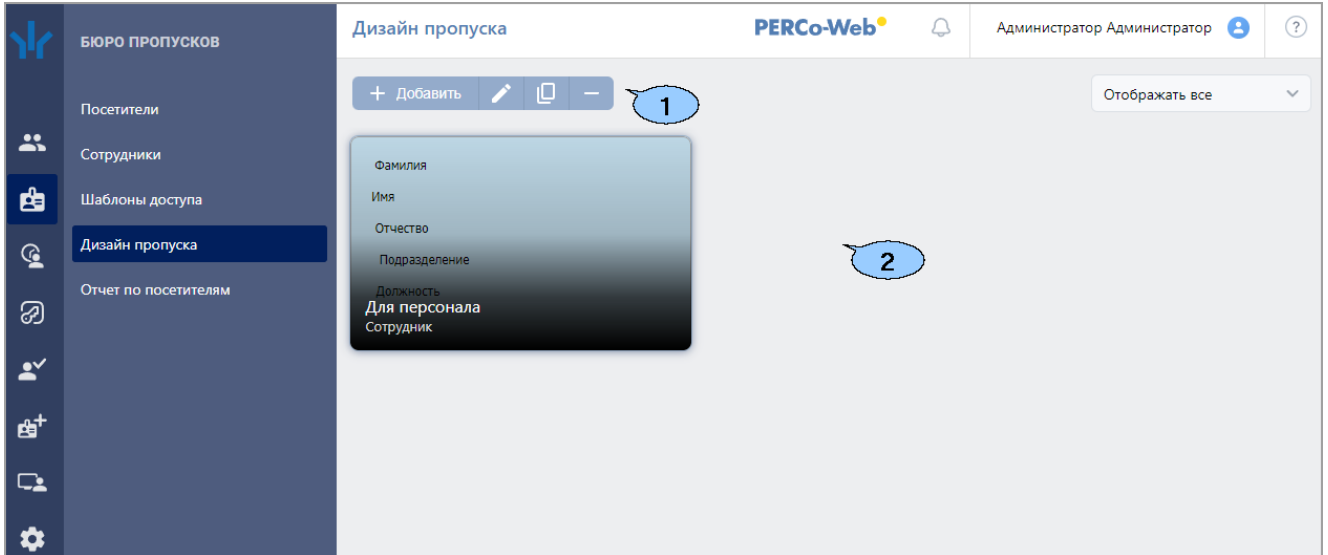 БЮРО ПРОПУСКОВ
Посетители
Сотрудники
Шаблоны доступа
Дизайн пропуска
Отчет по посетителям
Дизайн пропуска
PERCo-Web
Администратор Администратор
?
+ Добавить
1
Отображать все
Фамилия
Имя
Отчество
Подразделение
Должность
Для персонала
Сотрудник
2